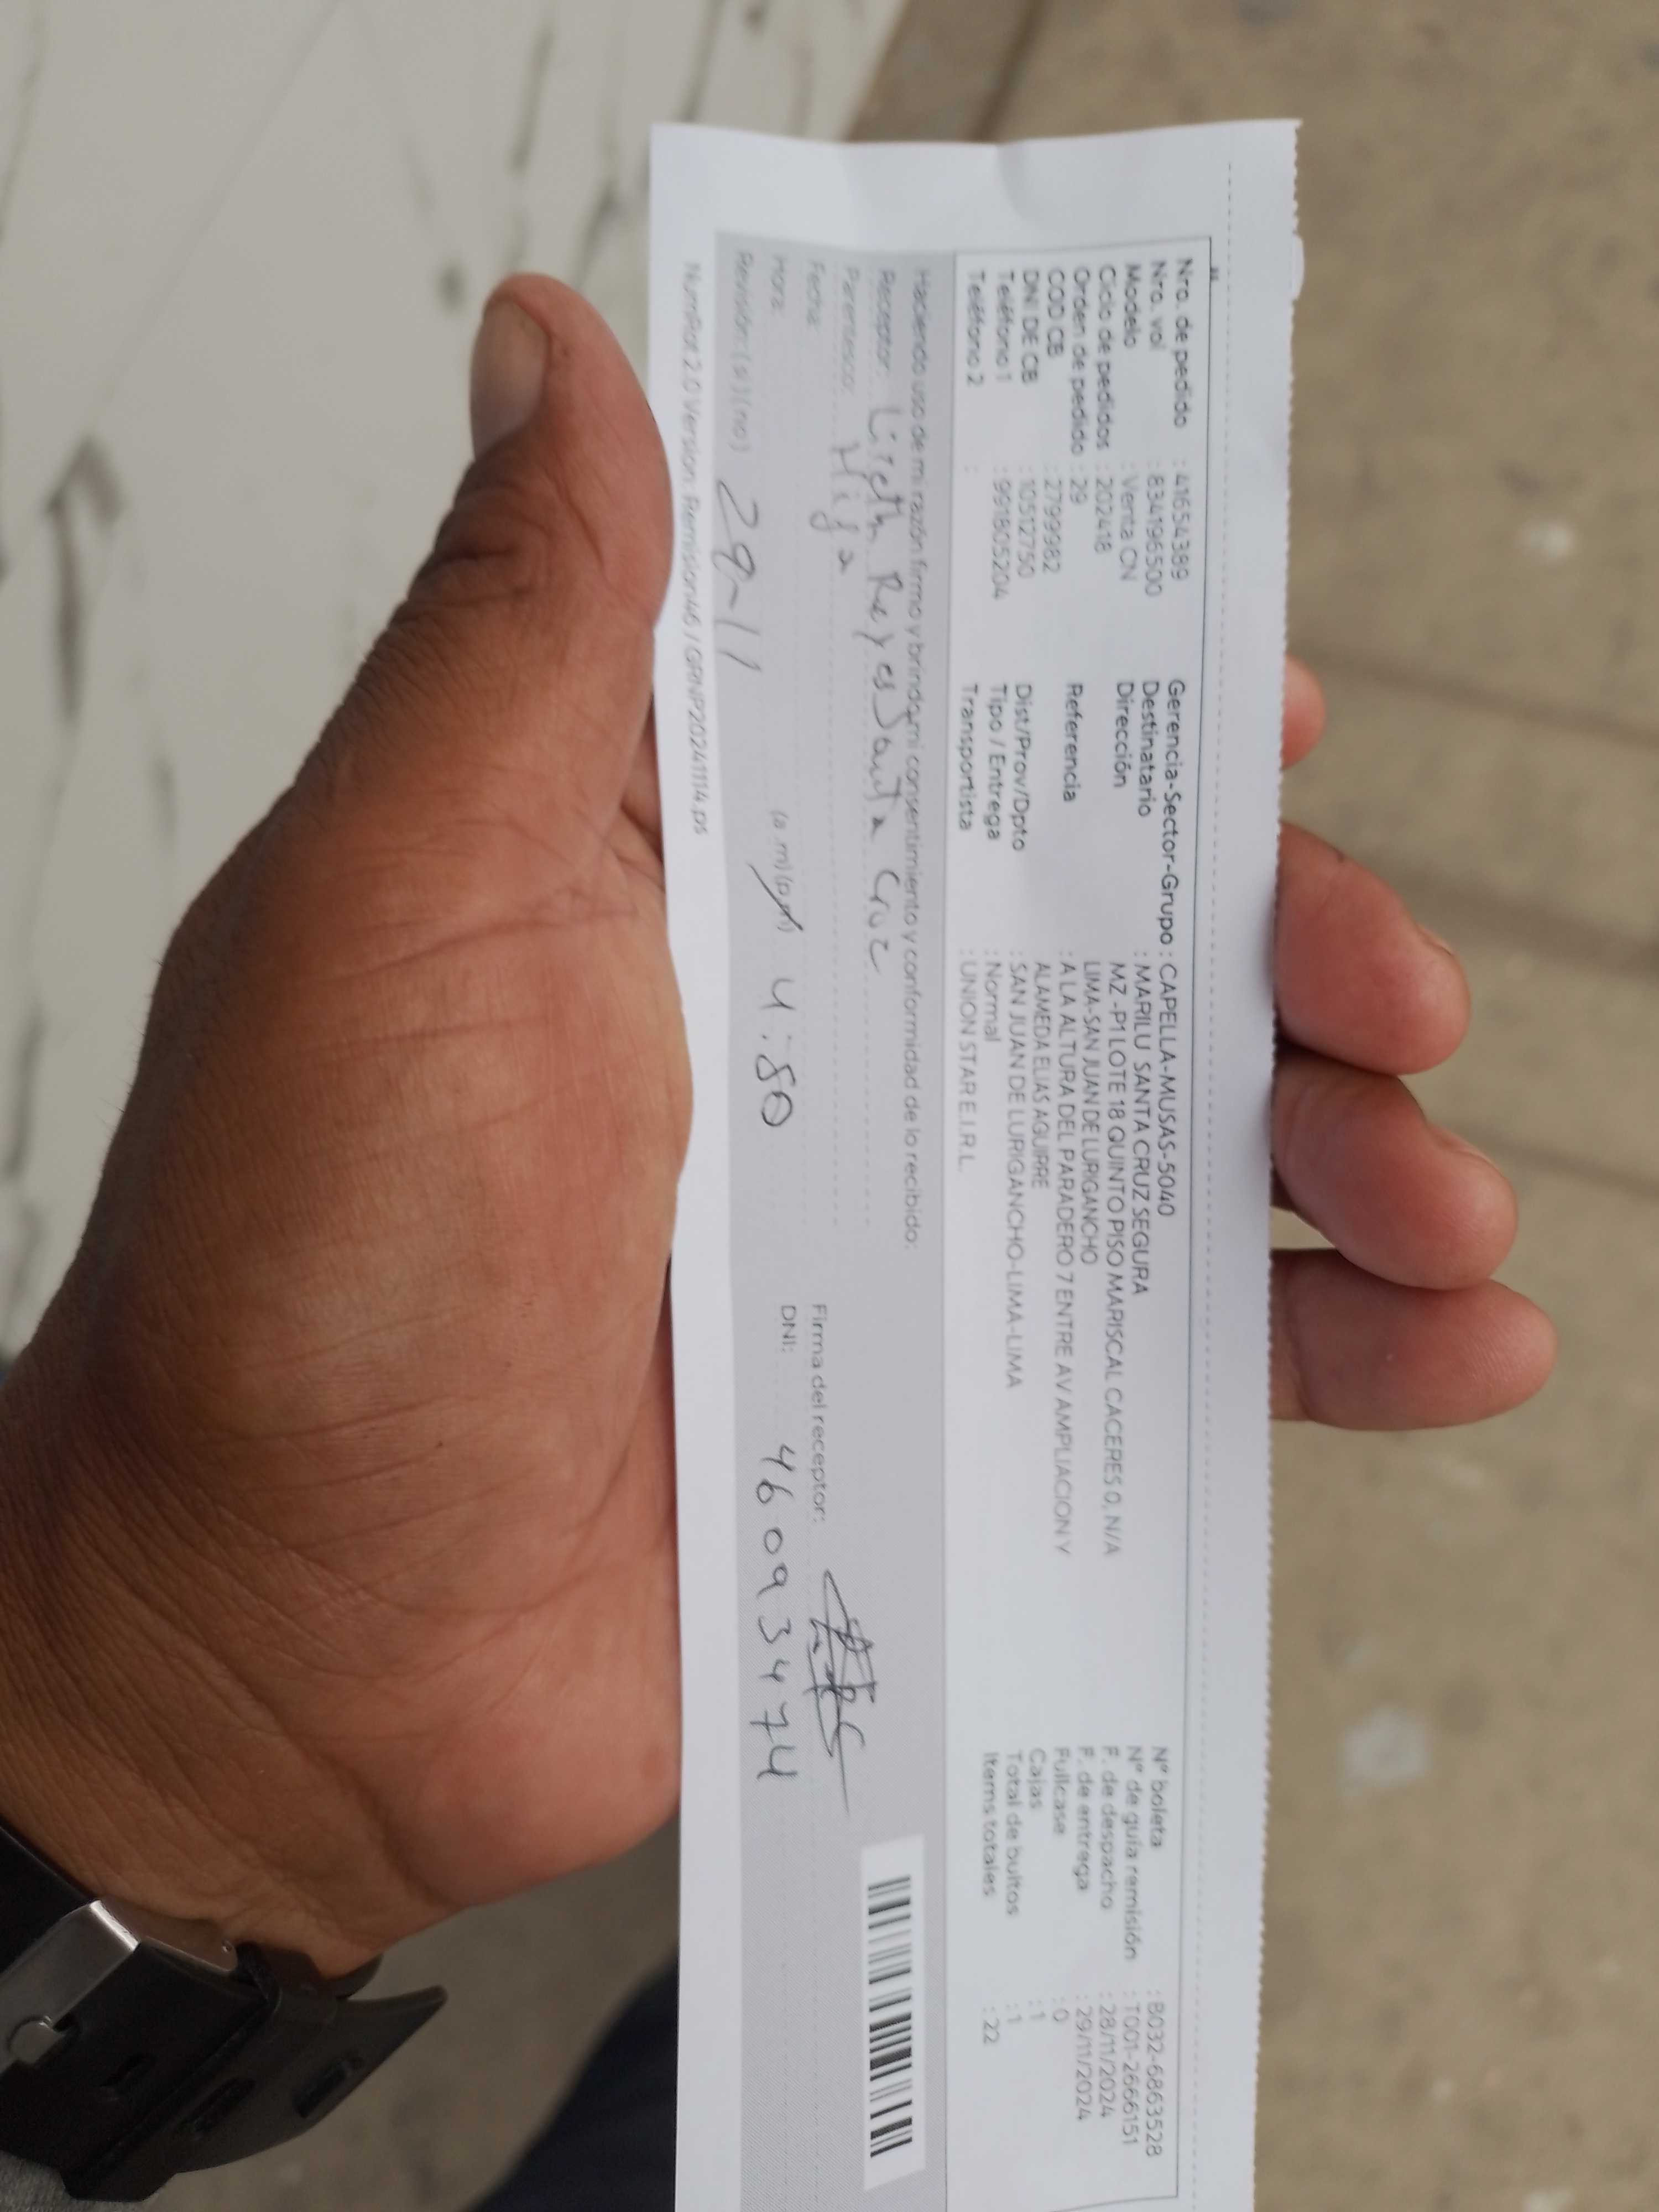 Nro. de pedido : 41654389
Nro. vol : 834196500
Modelo : Venta CN
Ciclo de pedidos : 202418
Orden de pedido : 29
COD CB : 27999982
DNI DE CB : 10512750
Teléfono 1 : 991805204
Teléfono 2 :
Gerencia-Sector-Grupo : CAPELLA-MUSAS-5040
Destinatario : MARILU SANTA CRUZ SEGURA
Dirección MZ -P1 LOTE 18 QUINTO PISO MARISCAL CACERES 0, N/A
LIMA-SAN JUAN DE LURIGANCHO
Referencia : A LA ALTURA DEL PARADERO 7 ENTRE AV AMPLIACION Y
ALAMEDA ELIAS AGUIRRE
Dist/Prov/Dpto : SAN JUAN DE LURIGANCHO-LIMA-LIMA
Tipo / Entrega : Normal
Transportista : UNION STAR E.I.R.L.
N° boleta : B032-6863528
N° de guía remisión : T001-2666151
F. de despacho : 28/11/2024
F. de entrega : 29/11/2024
Fullcase : 0
Cajas : 1
Total de bultos : 1
Items totales : 22
Haciendo uso de mi razón firmo y brindo mi consentimiento y conformidad de lo recibido:
Receptor: Lizeth Reyes Santa Cruz
Parentesco: Hija
Fecha:
Hora: (a.m)(p.m) 4:50
Revisión: (si)(no) 29-11
Firma del receptor:
DNI: 46093474
NumRot 2.0 Version: Remision46 / GRNP20241114.ps